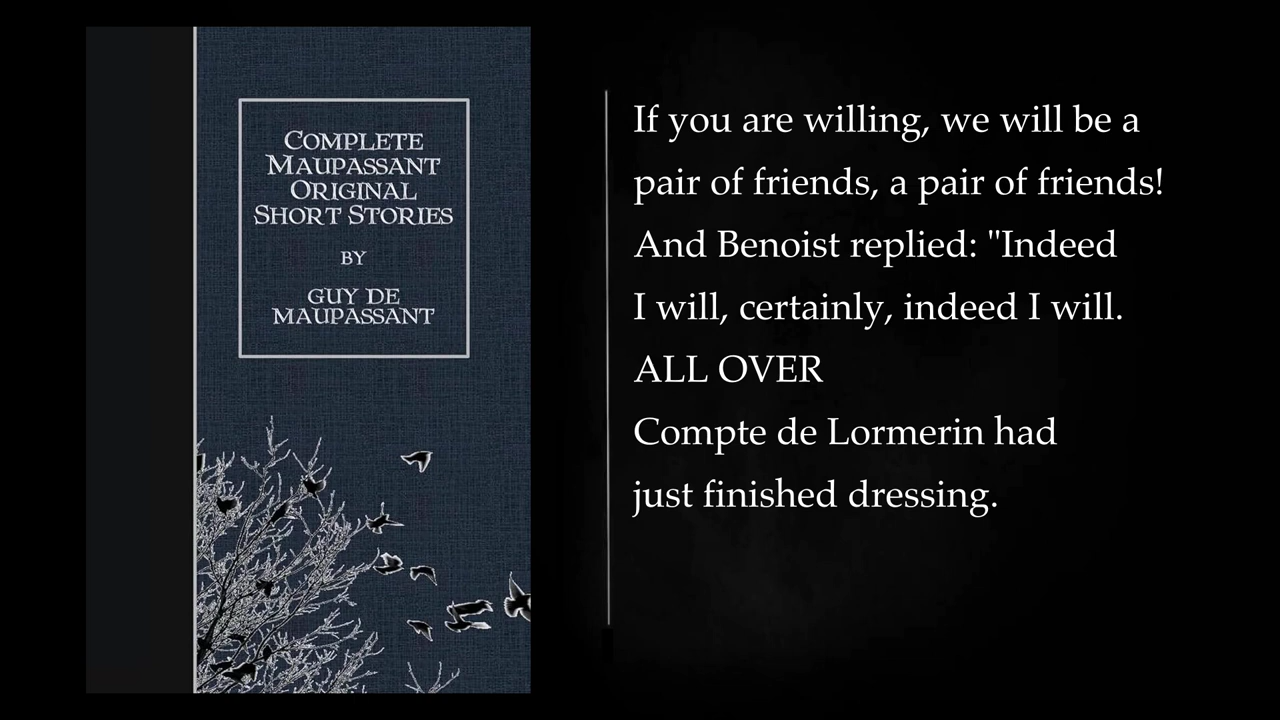 COMPLETE
MAUPASSANT
ORIGINAL
SHORT STORIES
BY
GUY DE
MAUPASSANT
If you are willing, we will be a
pair of friends, a pair of friends!
And Benoist replied: "Indeed
I will, certainly, indeed I will.
ALL OVER
Compte de Lormerin had
just finished dressing.